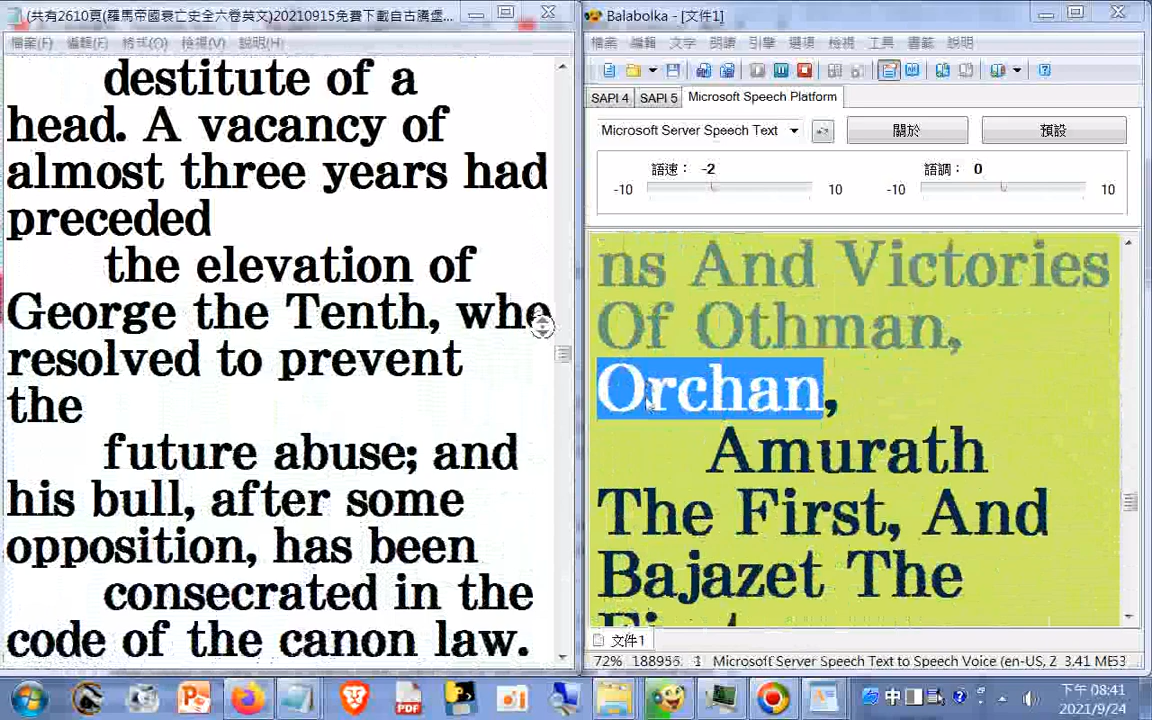 (共有2610頁(羅馬帝國衰亡史全六卷英文)20210915免費下載自古騰堡...
檔案(F) 編輯(E) 格式(O) 檢視(V) 說明(H)
destitute of a
head. A vacancy of
almost three years had
preceded
the elevation of
George the Tenth, who
resolved to prevent
the
future abuse; and
his bull, after some
opposition, has been
consecrated in the
code of the canon law.
Balabolka - [文件1]
檔案 編輯 文字 朗讀 引擎 選項 檢視 工具 書籤 說明
SAPI 4 SAPI 5 Microsoft Speech Platform
Microsoft Server Speech Text 關於 預設
語速： -2 語調： 0
-10 10 -10 10
ns And Victories
Of Othman,
Orchan,
Amurath
The First, And
Bajazet The
First
文件1
72% 188956. 1 Microsoft Server Speech Text to Speech Voice (en-US, Z 3.41 ME53
中 下午 08:41
2021/9/24